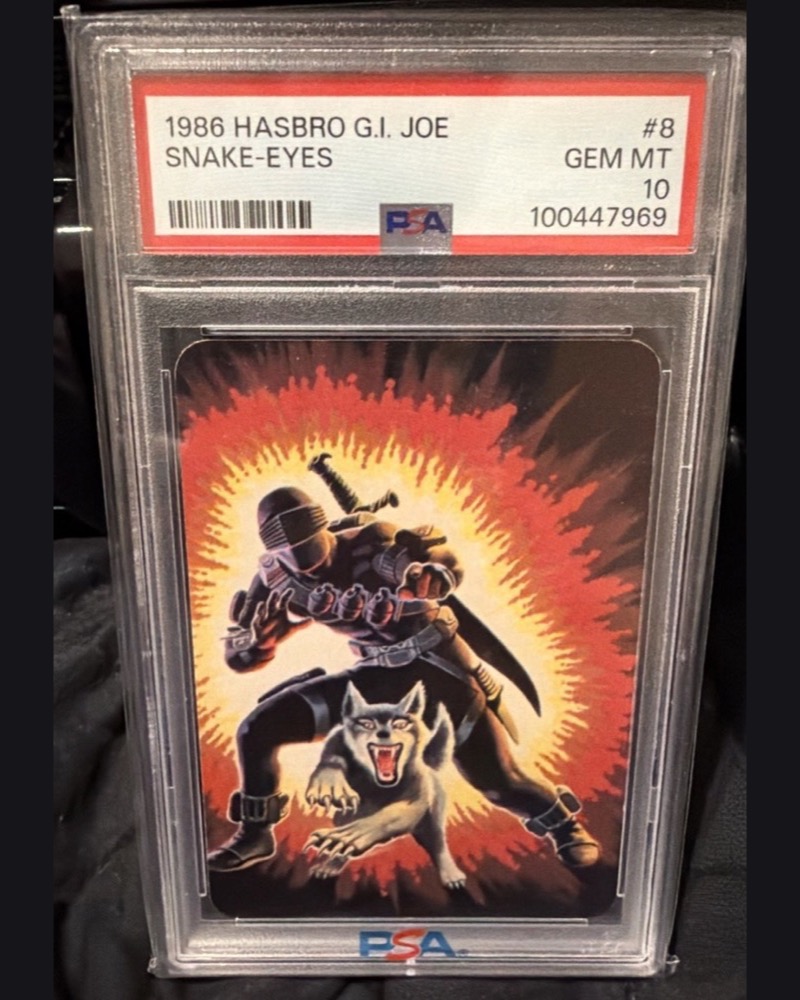 1986 HASBRO G.I. JOE #8
SNAKE-EYES GEM MT
10
PSA 100447969
PSA